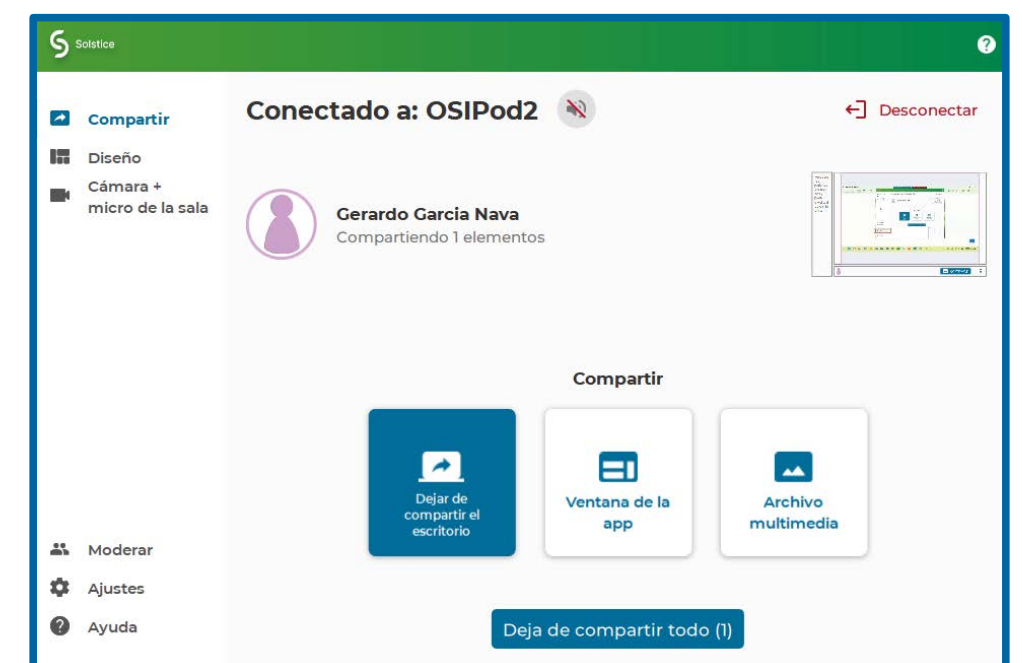 Solstice
Conectado a: OSIPod2
Desconectar
Compartir
Diseño
Cámara +
micro de la sala
Gerardo Garcia Nava
Compartiendo 1 elementos
Compartir
Dejar de
compartir el
escritorio
Ventana de la
app
Archivo
multimedia
Moderar
Ajustes
Ayuda
Deja de compartir todo (1)